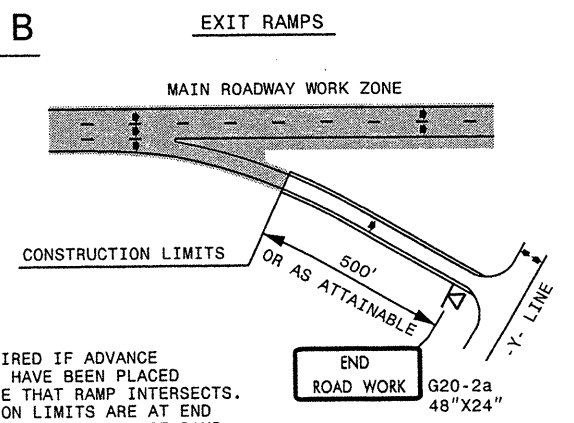 B
EXIT RAMPS
MAIN ROADWAY WORK ZONE
CONSTRUCTION LIMITS
500'
OR AS ATTAINABLE
-Y- LINE
END
ROAD WORK
G20-2a
48"X24"
IRED IF ADVANCE
HAVE BEEN PLACED
E THAT RAMP INTERSECTS.
ON LIMITS ARE AT END